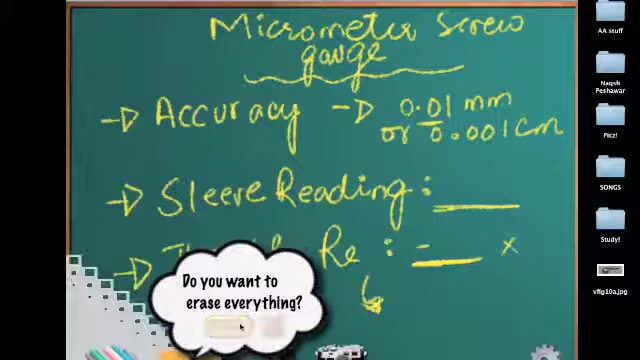 Micrometer Screw
gauge
Accuracy → 0.01 mm
or 0.001 cm
Sleeve Reading :
Re : - ×
Do you want to
erase everything?
AA stuff
Naqsh
Peshawar
Picz!
SONGS
Study!
vffig10a.jpg